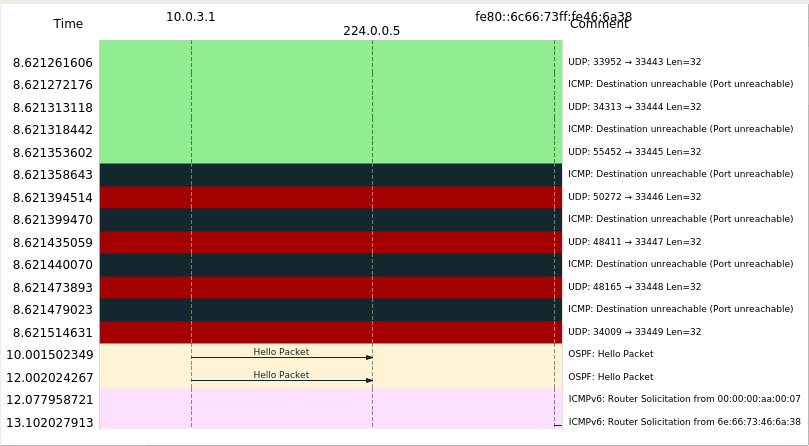 Time 10.0.3.1 224.0.0.5 fe80::6c66:73ff:fe46:6a38 Comment
8.621261606 UDP: 33952 → 33443 Len=32
8.621272176 ICMP: Destination unreachable (Port unreachable)
8.621313118 UDP: 34313 → 33444 Len=32
8.621318442 ICMP: Destination unreachable (Port unreachable)
8.621353602 UDP: 55452 → 33445 Len=32
8.621358643 ICMP: Destination unreachable (Port unreachable)
8.621394514 UDP: 50272 → 33446 Len=32
8.621399470 ICMP: Destination unreachable (Port unreachable)
8.621435059 UDP: 48411 → 33447 Len=32
8.621440070 ICMP: Destination unreachable (Port unreachable)
8.621473893 UDP: 48165 → 33448 Len=32
8.621479023 ICMP: Destination unreachable (Port unreachable)
8.621514631 UDP: 34009 → 33449 Len=32
10.001502349 Hello Packet OSPF: Hello Packet
12.002024267 Hello Packet OSPF: Hello Packet
12.077958721 ICMPv6: Router Solicitation from 00:00:00:aa:00:07
13.102027913 ICMPv6: Router Solicitation from 6e:66:73:46:6a:38